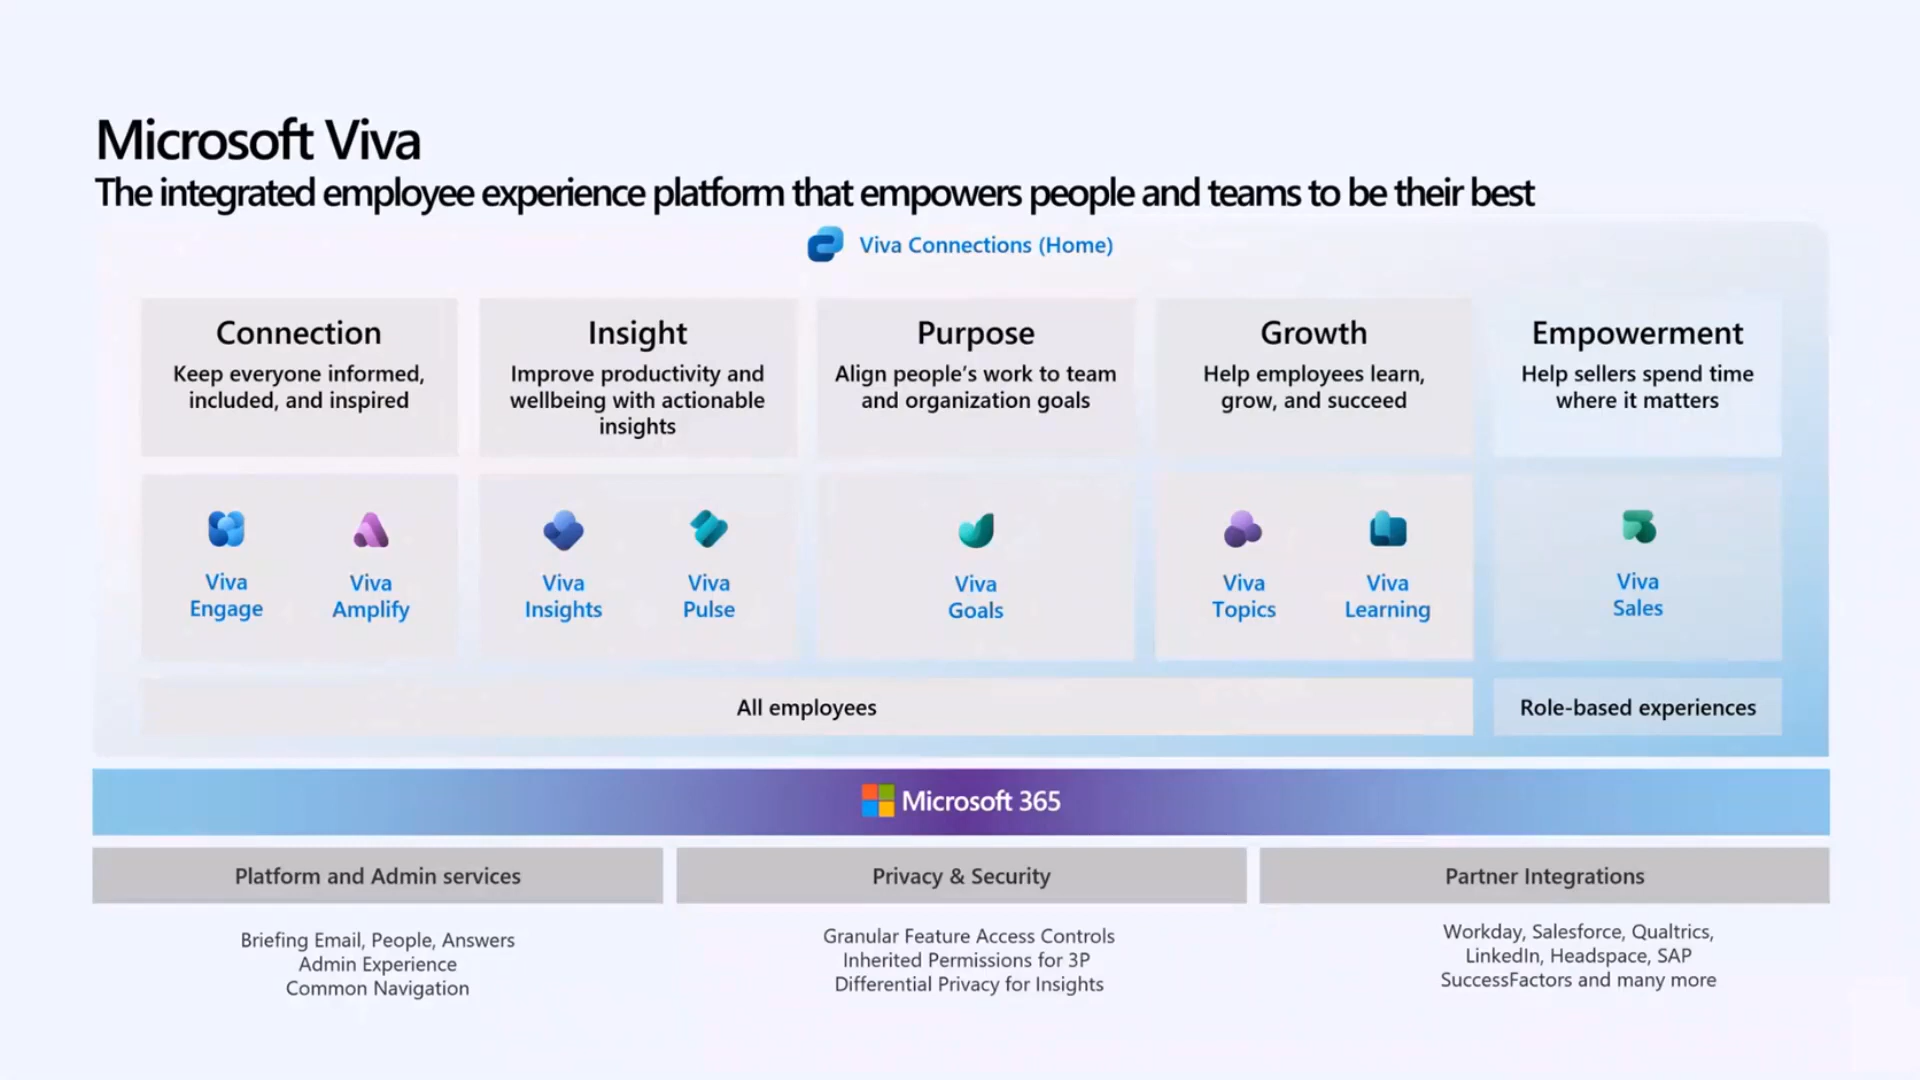 Microsoft Viva
The integrated employee experience platform that empowers people and teams to be their best
Viva Connections (Home)
Connection
Keep everyone informed,
included, and inspired
Insight
Improve productivity and
wellbeing with actionable
insights
Purpose
Align people's work to team
and organization goals
Growth
Help employees learn,
grow, and succeed
Empowerment
Help sellers spend time
where it matters
Viva
Engage
Viva
Amplify
Viva
Insights
Viva
Pulse
Viva
Goals
Viva
Topics
Viva
Learning
Viva
Sales
All employees
Role-based experiences
Microsoft 365
Platform and Admin services
Briefing Email, People, Answers
Admin Experience
Common Navigation
Privacy & Security
Granular Feature Access Controls
Inherited Permissions for 3P
Differential Privacy for Insights
Partner Integrations
Workday, Salesforce, Qualtrics,
LinkedIn, Headspace, SAP
SuccessFactors and many more